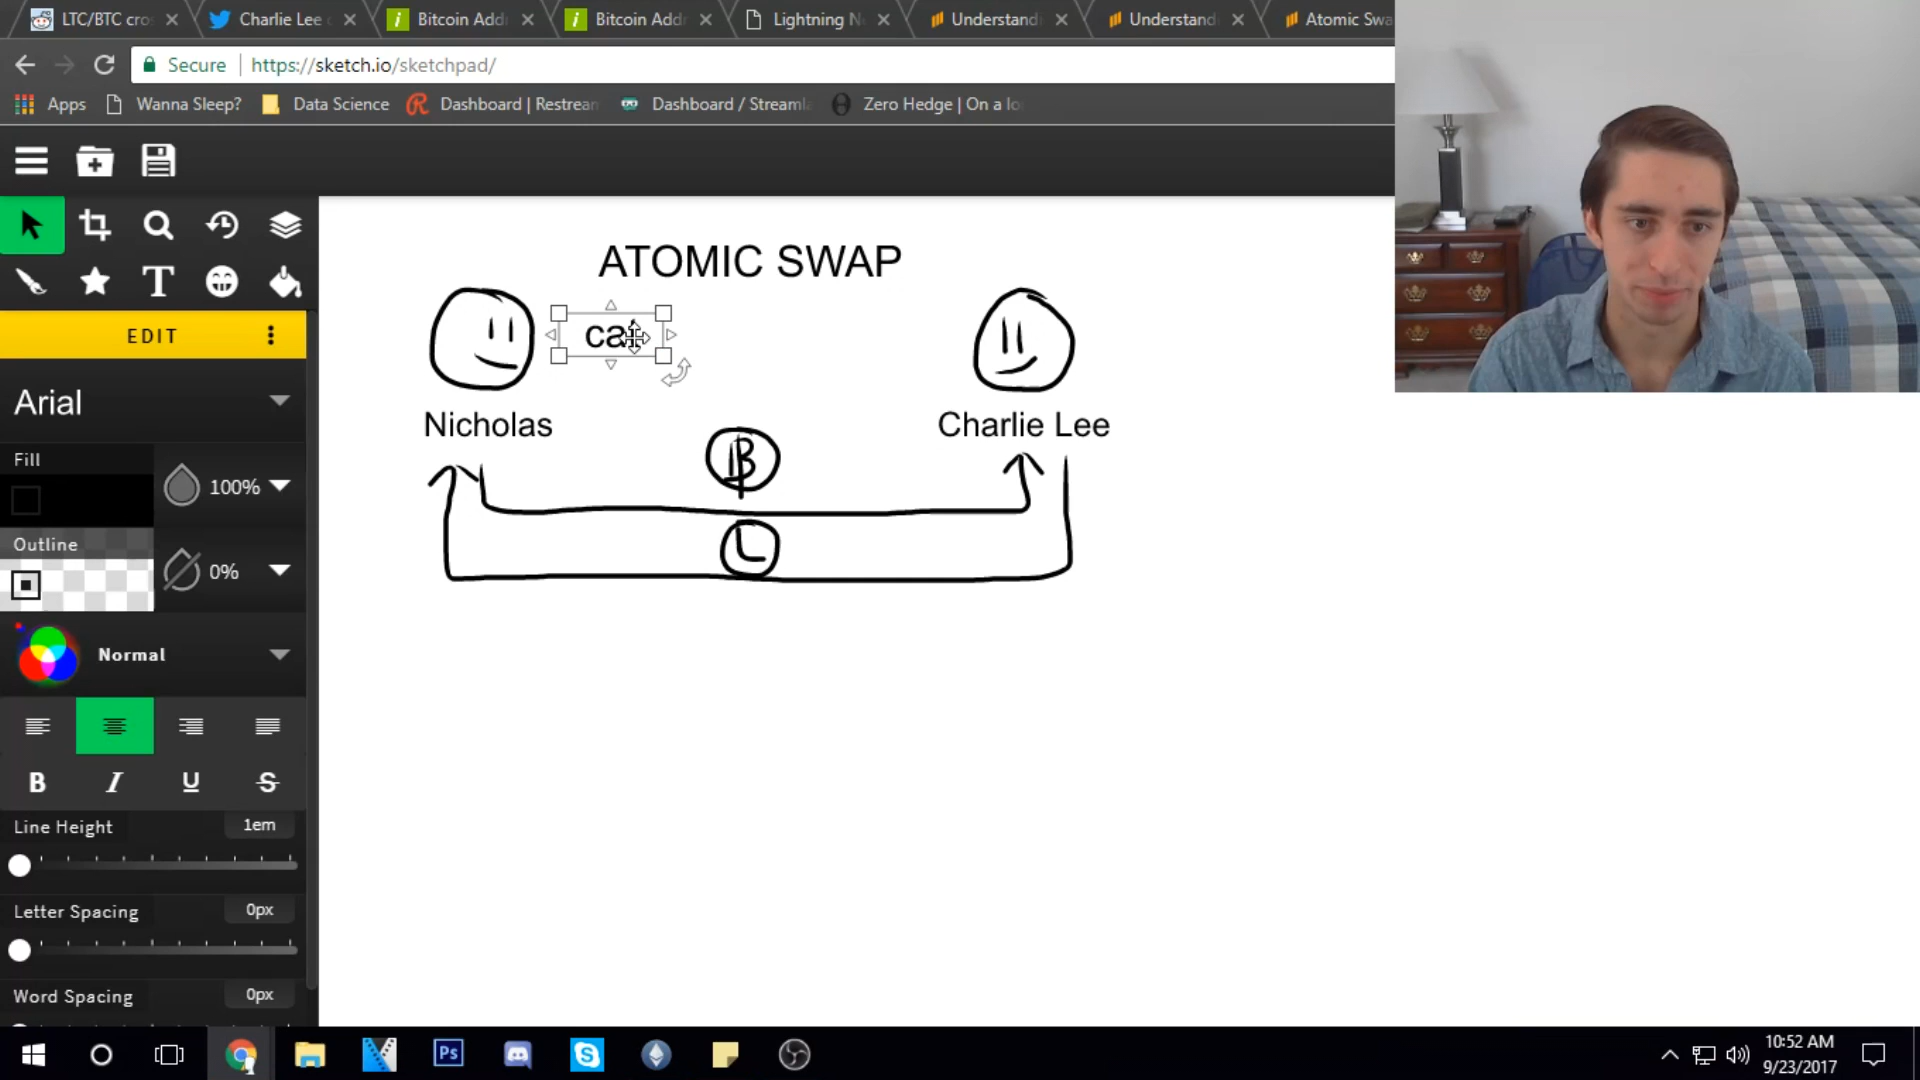 LTC/BTC cros
Charlie Lee
Bitcoin Add
Bitcoin Add
Lightning N
Understand
Understand
Atomic Swa
Secure
https://sketch.io/sketchpad/
Apps
Wanna Sleep?
Data Science
Dashboard | Restrean
Dashboard / Streamla
Zero Hedge | On a lo
EDIT
Arial
Fill
100%
Outline
0%
Normal
B I U S
Line Height
1em
Letter Spacing
0px
Word Spacing
0px
ATOMIC SWAP
Nicholas
Charlie Lee
B
L
Ps
10:52 AM
9/23/2017